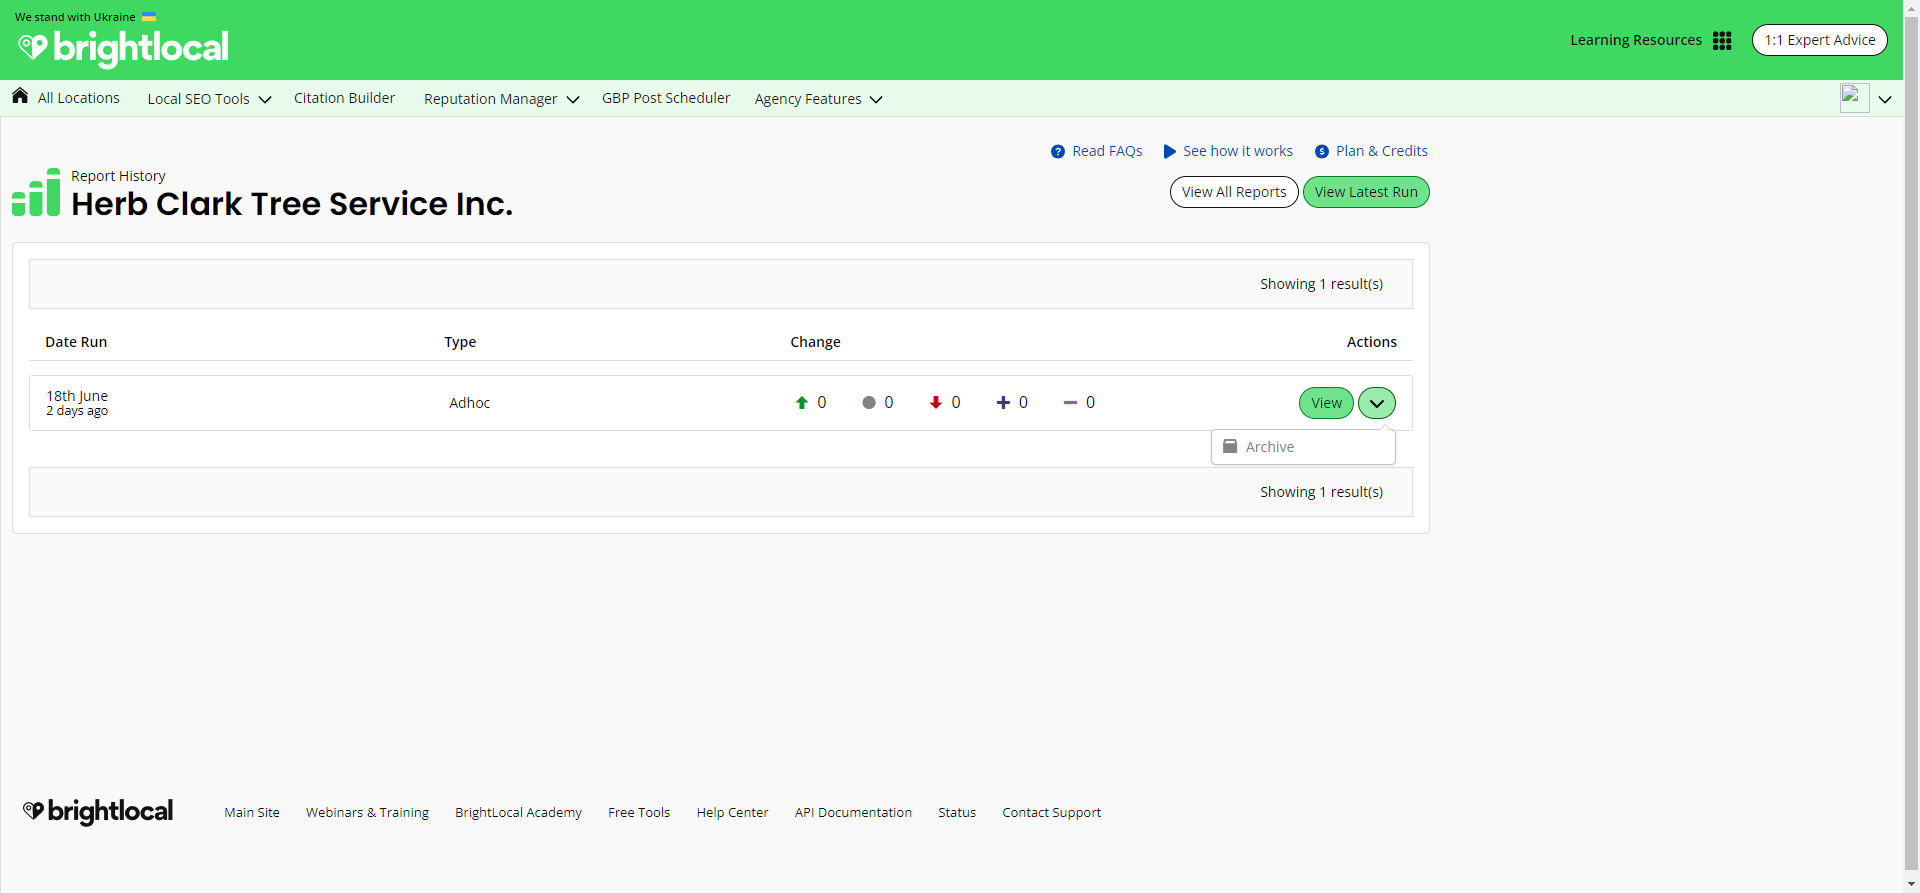 We stand with Ukraine
brightlocal
Learning Resources
1:1 Expert Advice
All Locations
Local SEO Tools
Citation Builder
Reputation Manager
GBP Post Scheduler
Agency Features
Read FAQs
See how it works
Plan & Credits
Report History
Herb Clark Tree Service Inc.
View All Reports
View Latest Run
Showing 1 result(s)
Date Run Type Change Actions
18th June
2 days ago
Adhoc
0 0 0 0 0
View
Archive
Showing 1 result(s)
brightlocal
Main Site Webinars & Training BrightLocal Academy Free Tools Help Center API Documentation Status Contact Support